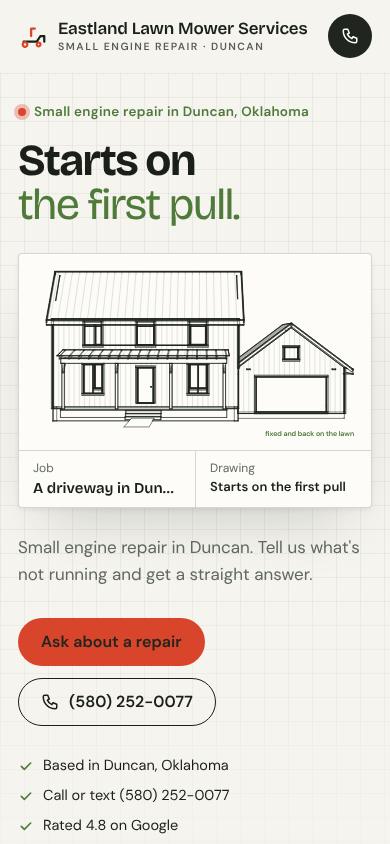 Eastland Lawn Mower Services
SMALL ENGINE REPAIR · DUNCAN
Small engine repair in Duncan, Oklahoma
Starts on
the first pull.
fixed and back on the lawn
Job
A driveway in Dun...
Drawing
Starts on the first pull
Small engine repair in Duncan. Tell us what's
not running and get a straight answer.
Ask about a repair
(580) 252-0077
Based in Duncan, Oklahoma
Call or text (580) 252-0077
Rated 4.8 on Google